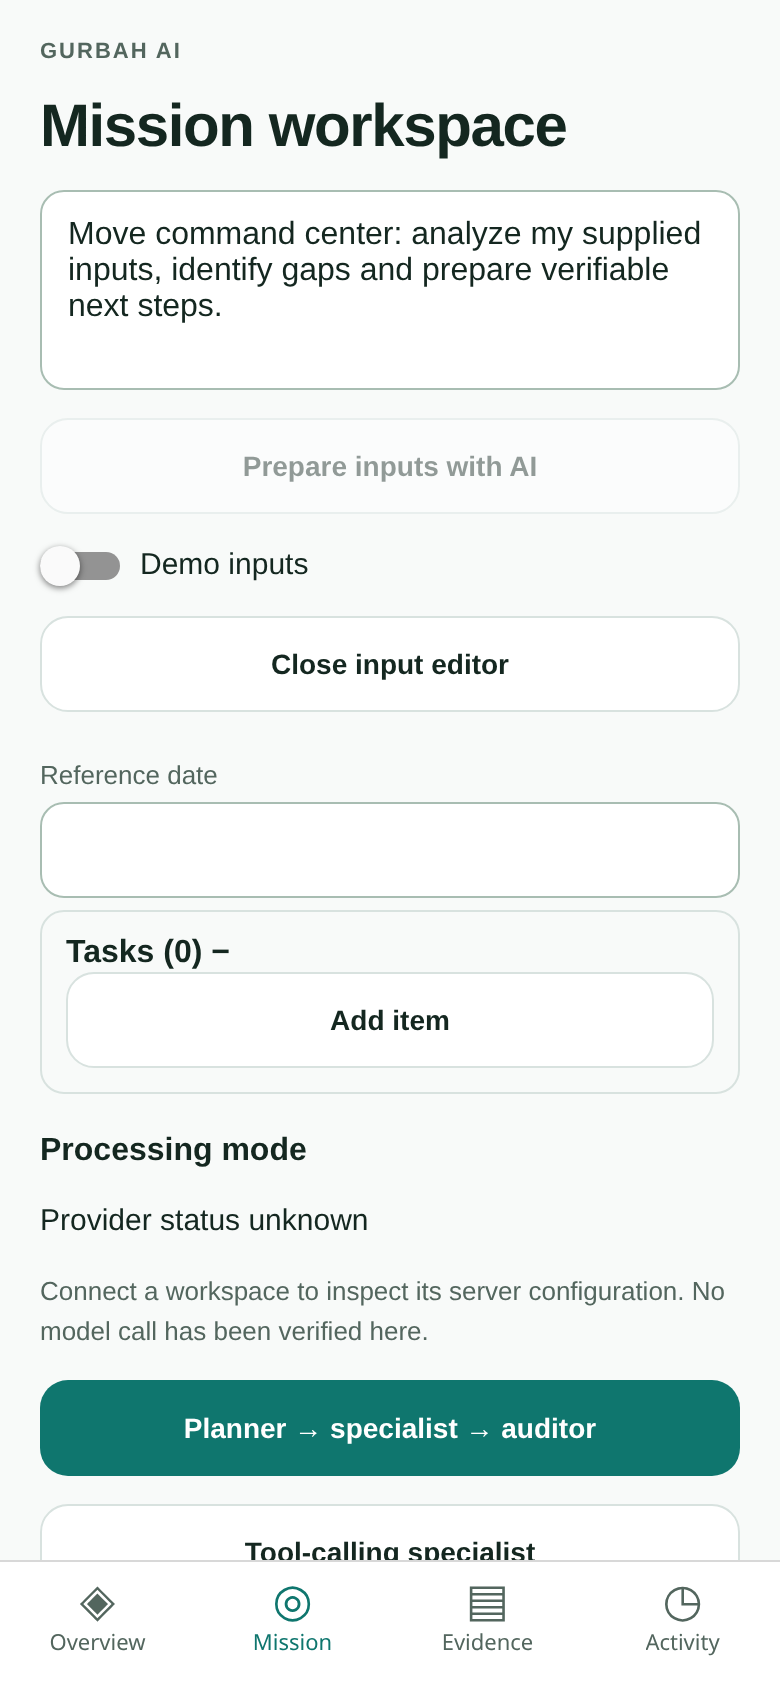 GURBAH AI
Mission workspace
Move command center: analyze my supplied
inputs, identify gaps and prepare verifiable
next steps.
Prepare inputs with AI
Demo inputs
Close input editor
Reference date
Tasks (0) −
Add item
Processing mode
Provider status unknown
Connect a workspace to inspect its server configuration. No
model call has been verified here.
Planner → specialist → auditor
Tool-calling specialist
Overview
Mission
Evidence
Activity